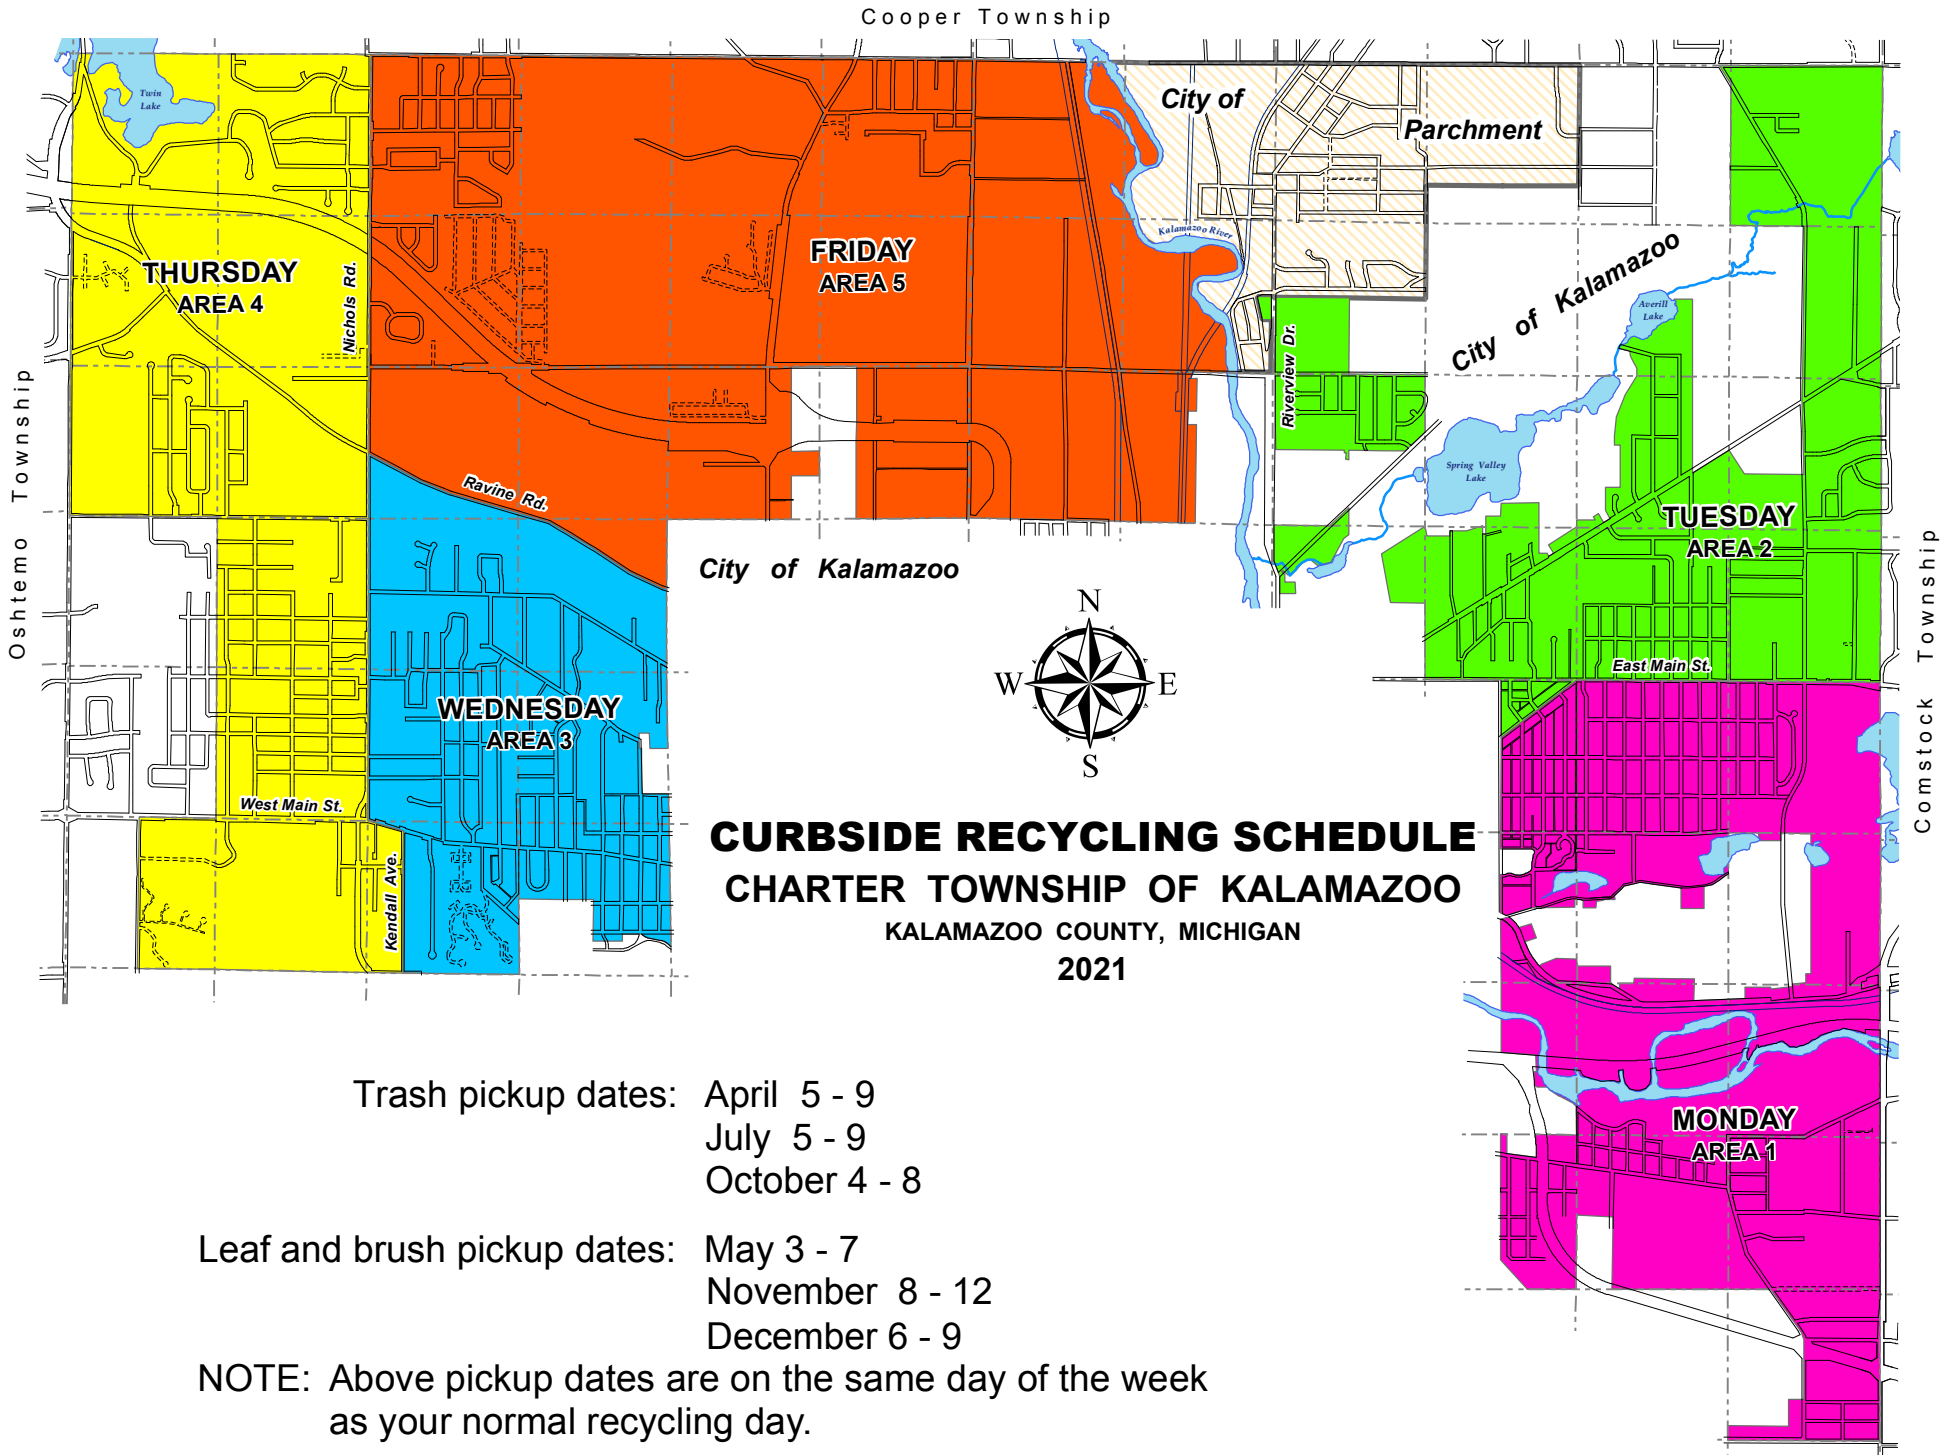 Cooper Township
Twin
Lake
City of
Parchment
Kalamazoo River
THURSDAY
AREA 4
Nichols Rd.
FRIDAY
AREA 5
City of Kalamazoo
Averill
Lake
Riverview Dr.
Oshtemo Township
Ravine Rd.
Spring Valley
Lake
TUESDAY
AREA 2
City of Kalamazoo
Comstock Township
N
W
E
S
East Main St.
WEDNESDAY
AREA 3
West Main St.
Kendall Ave.
CURBSIDE RECYCLING SCHEDULE
CHARTER TOWNSHIP OF KALAMAZOO
KALAMAZOO COUNTY, MICHIGAN
2021
MONDAY
AREA 1
Trash pickup dates: April 5 - 9
July 5 - 9
October 4 - 8
Leaf and brush pickup dates: May 3 - 7
November 8 - 12
December 6 - 9
NOTE: Above pickup dates are on the same day of the week
as your normal recycling day.